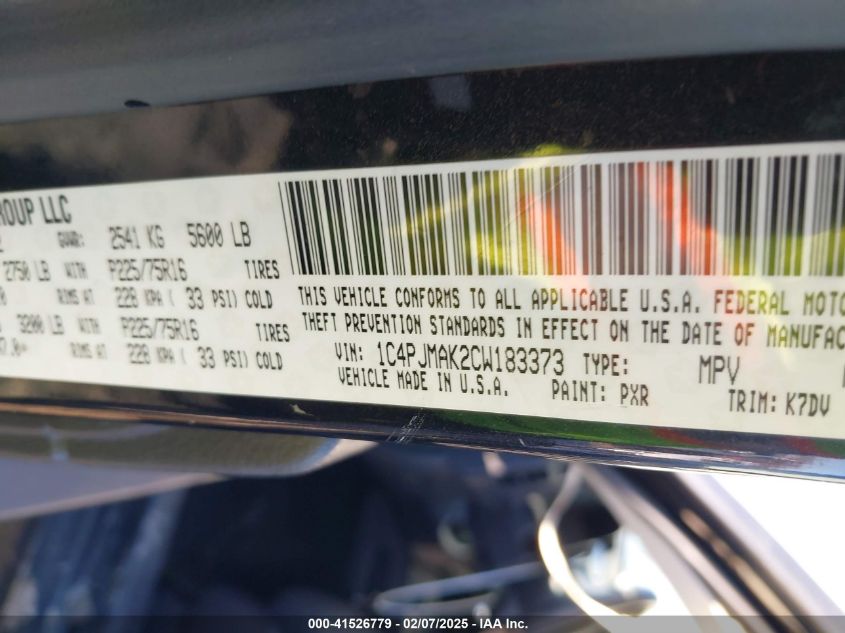 ROUP LLC
GVWR: 2541 KG 5600 LB
2750 LB WITH P225/75R16 TIRES
RIMS AT 228 KPA ( 33 PSI) COLD
3200 LB WITH P225/75R16 TIRES
RIMS AT 228 KPA ( 33 PSI) COLD
THIS VEHICLE CONFORMS TO ALL APPLICABLE U.S.A. FEDERAL MOTO
THEFT PREVENTION STANDARDS IN EFFECT ON THE DATE OF MANUFAC
VIN: 1C4PJMAK2CW183373 TYPE: MPV
VEHICLE MADE IN U.S.A. PAINT: PXR TRIM: K7DV
000-41526779 - 02/07/2025 - IAA Inc.